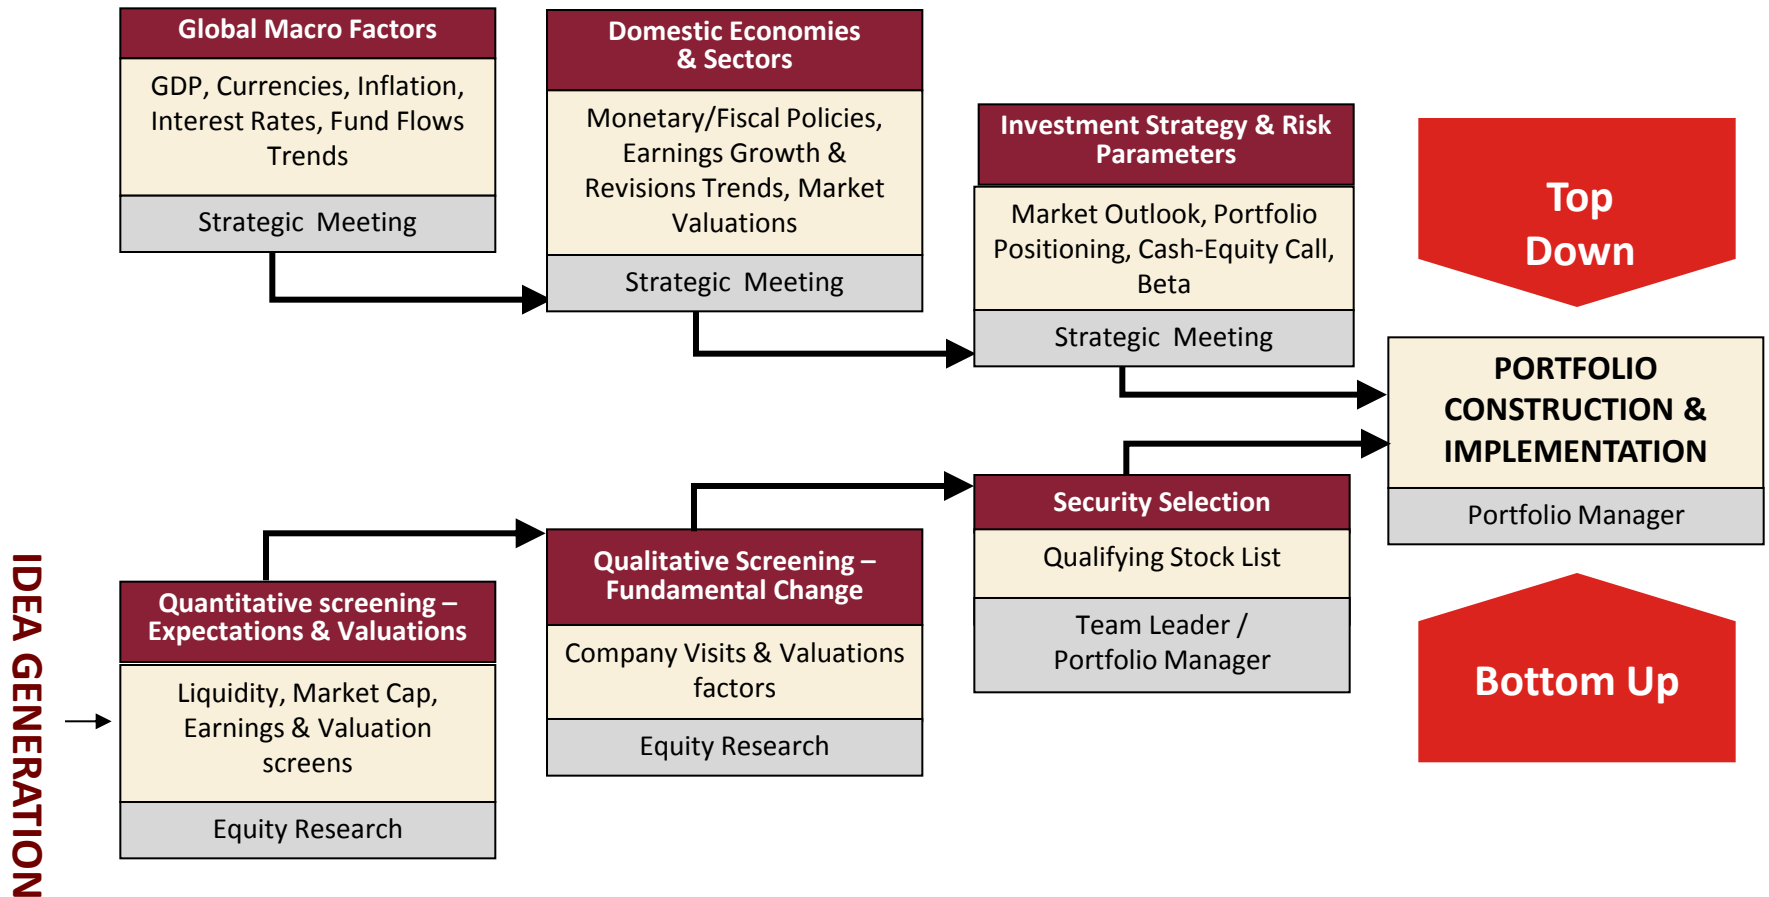 Global Macro Factors
GDP, Currencies, Inflation,
Interest Rates, Fund Flows
Trends
Strategic  Meeting
Domestic Economies
& Sectors
Monetary/Fiscal Policies,
Earnings Growth &
Revisions Trends, Market
Valuations
Strategic  Meeting
Investment Strategy & Risk
Parameters
Market Outlook, Portfolio
Positioning, Cash-Equity Call,
Beta
Strategic  Meeting
Top
Down
PORTFOLIO
CONSTRUCTION &
IMPLEMENTATION
Portfolio Manager
IDEA GENERATION
Quantitative screening –
Expectations & Valuations
Liquidity, Market Cap,
Earnings & Valuation
screens
Equity Research
Qualitative Screening –
Fundamental Change
Company Visits & Valuations
factors
Equity Research
Security Selection
Qualifying Stock List
Team Leader /
Portfolio Manager
Bottom Up